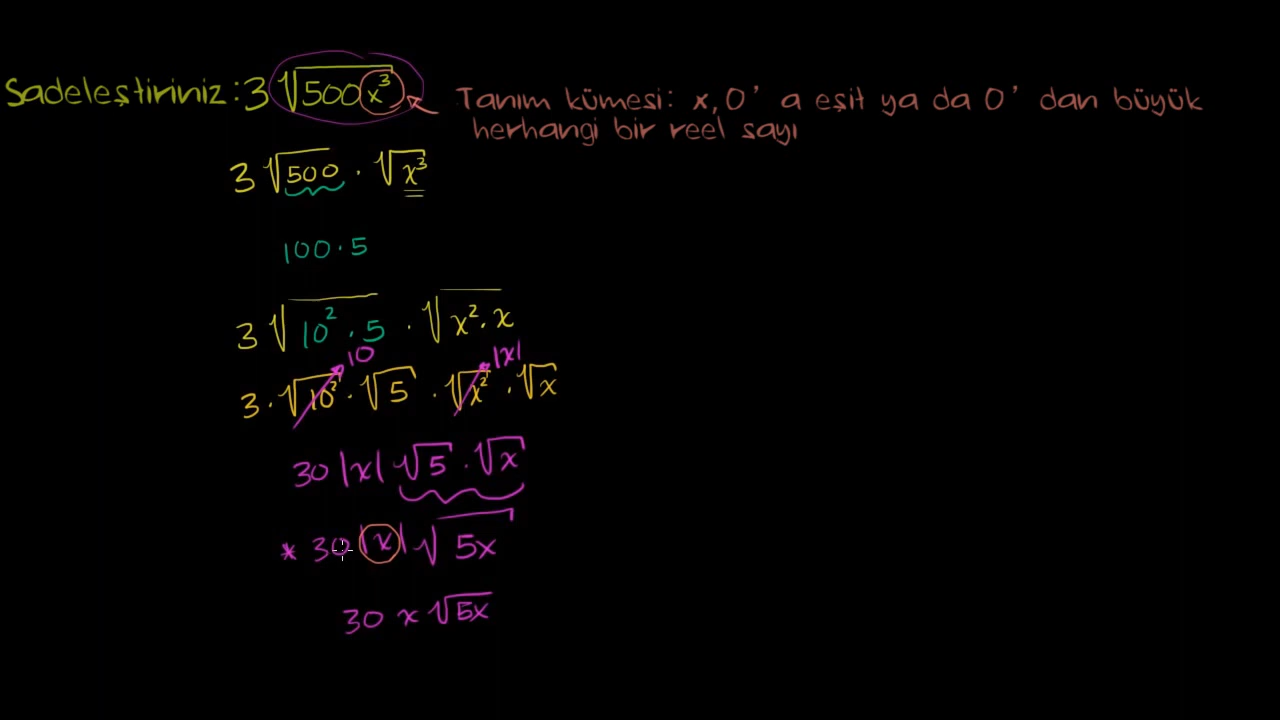 Sadeleştiriniz: 3√500x³
Tanım kümesi: x, 0' a eşit ya da 0' dan büyük
herhangi bir reel sayı
3√500 · √x³
100 · 5
3√10² · 5 · √x² · x
10 |x|
3 · √10² · √5 · √x² · √x
30 |x| √5 · √x
* 30 |x| √5x
30 x √5x